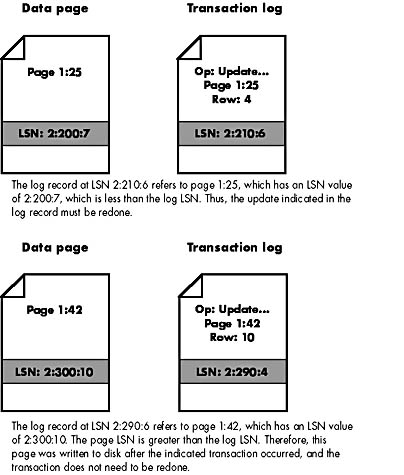 Data page Transaction log
Page 1:25
Op: Update...
Page 1:25
Row: 4
LSN: 2:200:7
LSN: 2:210:6
The log record at LSN 2:210:6 refers to page 1:25, which has an LSN value
of 2:200:7, which is less than the log LSN. Thus, the update indicated in the
log record must be redone.
Data page Transaction log
Page 1:42
Op: Update...
Page 1:42
Row: 10
LSN: 2:300:10
LSN: 2:290:4
The log record at LSN 2:290:6 refers to page 1:42, which has an LSN value
of 2:300:10. The page LSN is greater than the log LSN. Therefore, this
page was written to disk after the indicated transaction occurred, and the
transaction does not need to be redone.